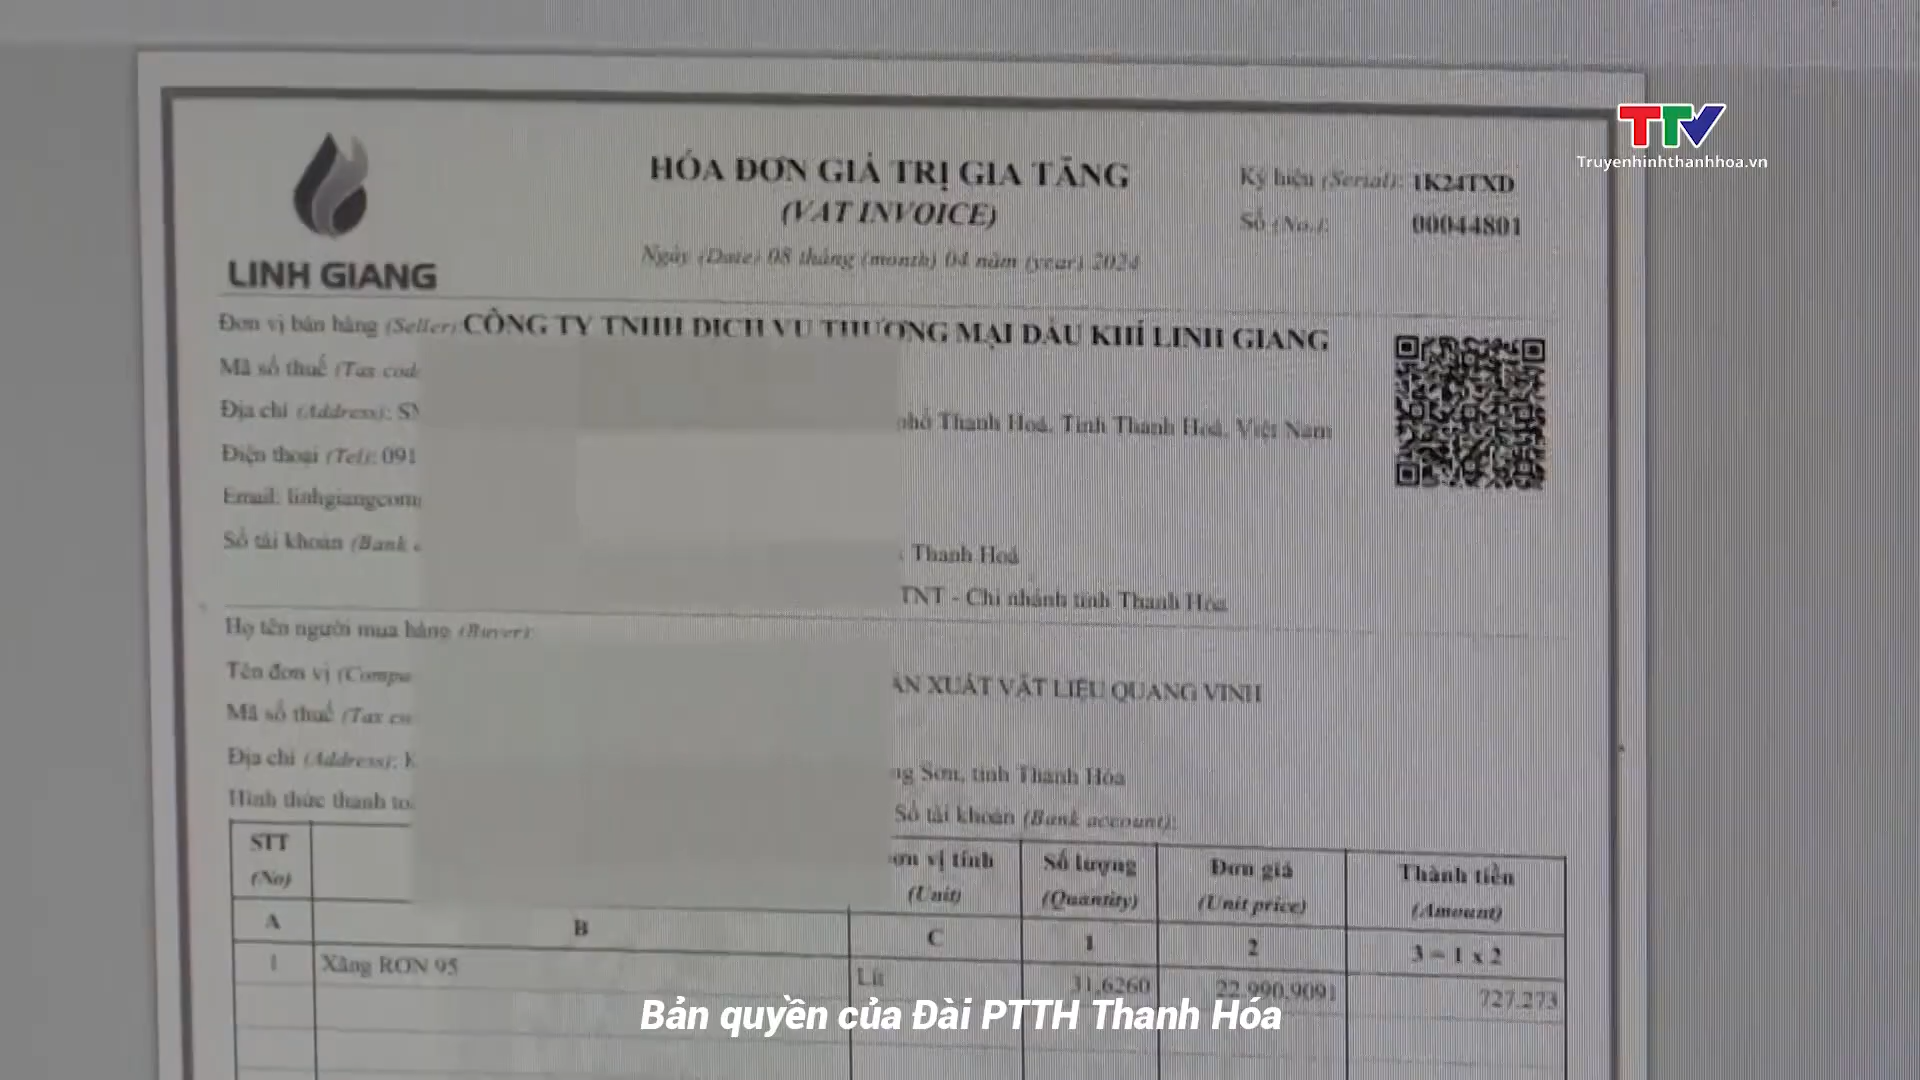 TTV
Truyenhinhthanhhoa.vn
LINH GIANG
HÓA ĐƠN GIÁ TRỊ GIA TĂNG
(VAT INVOICE)
Ngày (Date) 08 tháng (month) 04 năm (year) 2024
Ký hiệu (Serial): 1K24TXD
Số (No.): 00044801
Đơn vị bán hàng (Seller): CÔNG TY TNHH DỊCH VỤ THƯƠNG MẠI DẦU KHÍ LINH GIANG
Mã số thuế (Tax code
Địa chỉ (Address): phố Thanh Hoá, Tỉnh Thanh Hoá, Việt Nam
Điện thoại (Tel): 091
Email: linhgiangcom
Số tài khoản (Bank Thanh Hoá
TNT - Chi nhánh tỉnh Thanh Hóa
Họ tên người mua hàng (Buyer):
Tên đơn vị (Compa ẢN XUẤT VẬT LIỆU QUANG VINH
Mã số thuế (Tax co
Địa chỉ (Address): ng Sơn, tỉnh Thanh Hóa
Hình thức thanh to Số tài khoản (Bank account):
STT (No)
ơn vị tính (Unit)
Số lượng (Quantity)
Đơn giá (Unit price)
Thành tiền (Amount)
A B C 1 2 3 = 1 x 2
1 Xăng RON 95 Lít 31,6260 22.990,9091 727.273
Bản quyền của Đài PTTH Thanh Hóa